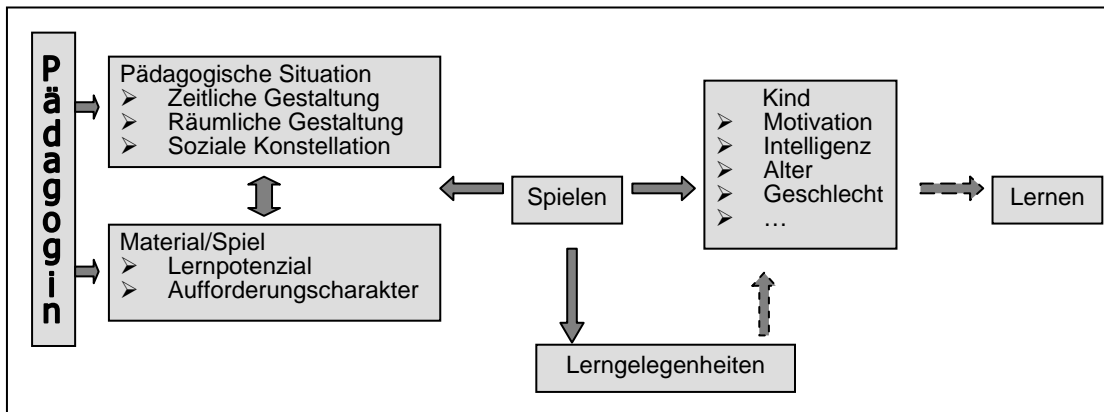 Pädagogin
Pädagogische Situation
➢ Zeitliche Gestaltung
➢ Räumliche Gestaltung
➢ Soziale Konstellation
Material/Spiel
➢ Lernpotenzial
➢ Aufforderungscharakter
Spielen
Lerngelegenheiten
Kind
➢ Motivation
➢ Intelligenz
➢ Alter
➢ Geschlecht
➢ …
Lernen